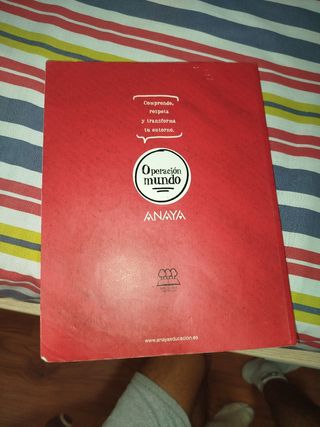 Comprende,
respeta
y transforma
tu entorno.
Operación
mundo
ANAYA
www.anayaeducacion.es